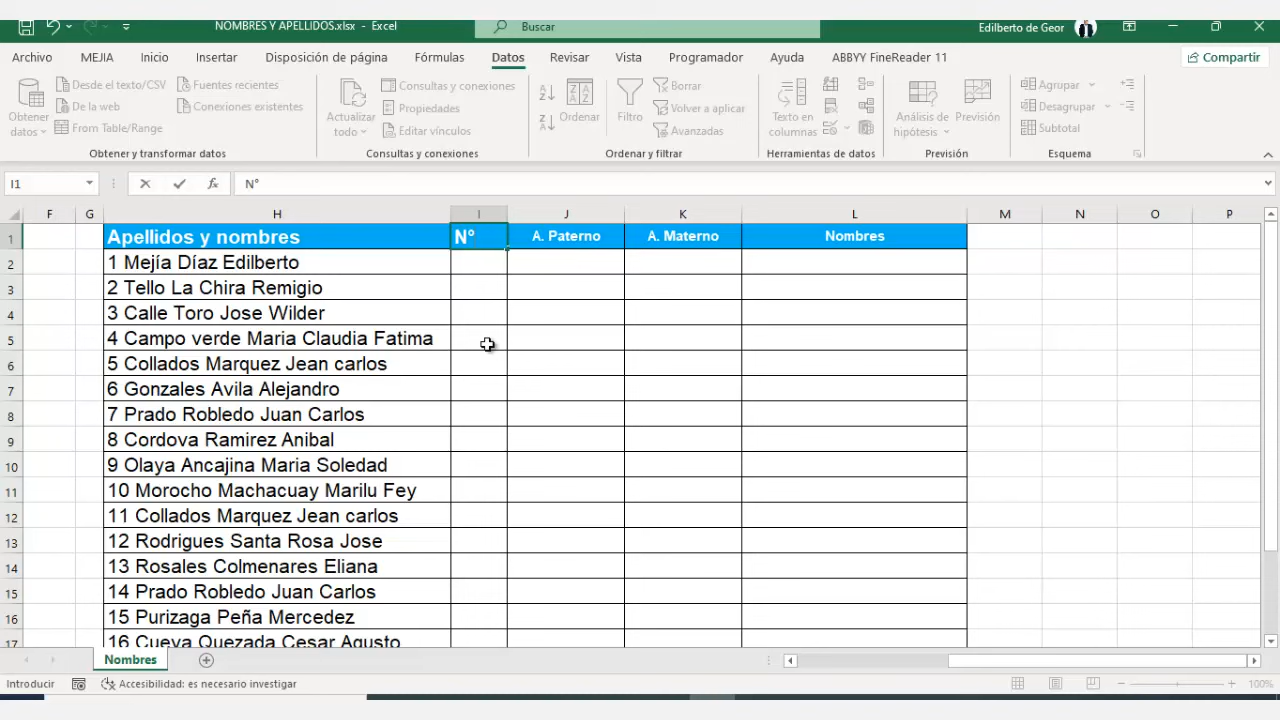 NOMBRES Y APELLIDOS.xlsx - Excel
Buscar
Edilberto de Geor
Archivo MEJIA Inicio Insertar Disposición de página Fórmulas Datos Revisar Vista Programador Ayuda ABBYY FineReader 11 Compartir
Obtener datos
Desde el texto/CSV
De la web
From Table/Range
Fuentes recientes
Conexiones existentes
Obtener y transformar datos
Actualizar todo
Consultas y conexiones
Propiedades
Editar vínculos
Consultas y conexiones
Ordenar
Filtro
Borrar
Volver a aplicar
Avanzadas
Ordenar y filtrar
Texto en columnas
Herramientas de datos
Análisis de hipótesis
Previsión
Previsión
Agrupar
Desagrupar
Subtotal
Esquema
I1 fx N°
F G H I J K L M N O P
1 Apellidos y nombres N° A. Paterno A. Materno Nombres
2 1 Mejía Díaz Edilberto
3 2 Tello La Chira Remigio
4 3 Calle Toro Jose Wilder
5 4 Campo verde Maria Claudia Fatima
6 5 Collados Marquez Jean carlos
7 6 Gonzales Avila Alejandro
8 7 Prado Robledo Juan Carlos
9 8 Cordova Ramirez Anibal
10 9 Olaya Ancajina Maria Soledad
11 10 Morocho Machacuay Marilu Fey
12 11 Collados Marquez Jean carlos
13 12 Rodrigues Santa Rosa Jose
14 13 Rosales Colmenares Eliana
15 14 Prado Robledo Juan Carlos
16 15 Purizaga Peña Mercedez
17 16 Cueva Quezada Cesar Agusto
Nombres
Introducir Accesibilidad: es necesario investigar 100%